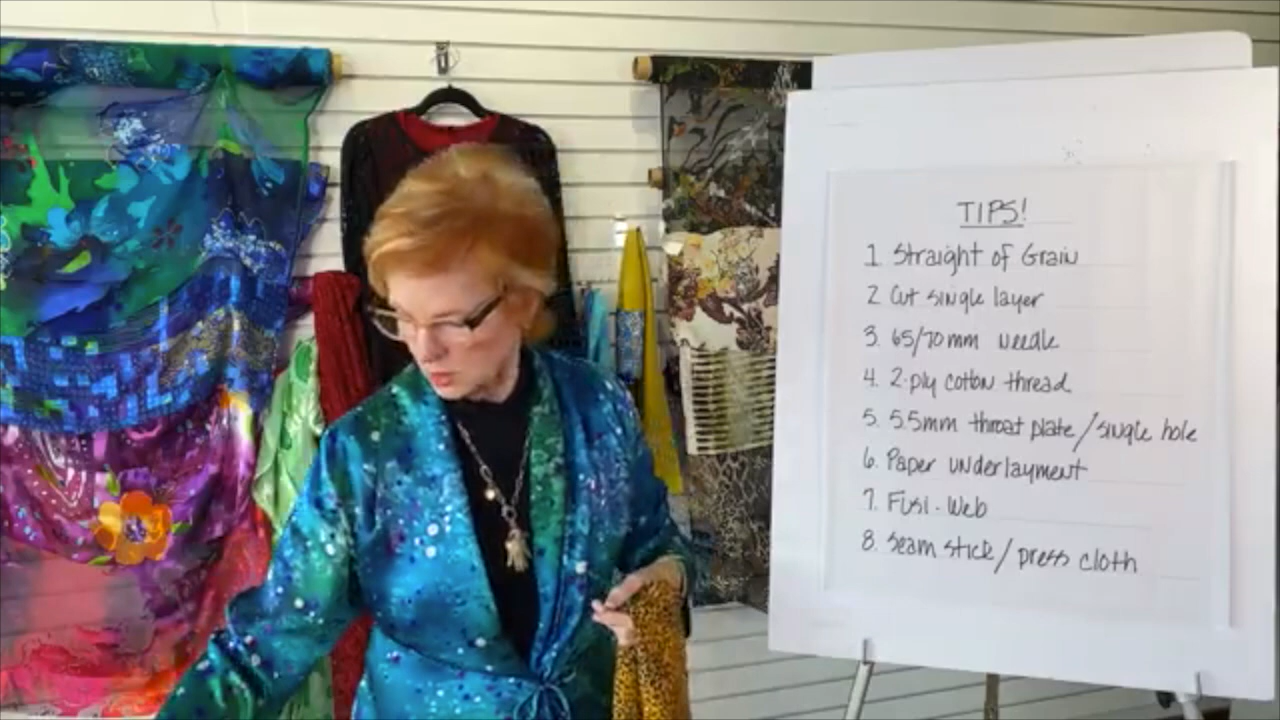 TIPS!
1 Straight of Grain
2 Cut single layer
3. 65/70mm needle
4. 2-ply cotton thread
5. 5.5mm throat plate/single hole
6. Paper underlayment
7. Fusi-Web
8. Seam stick/press cloth